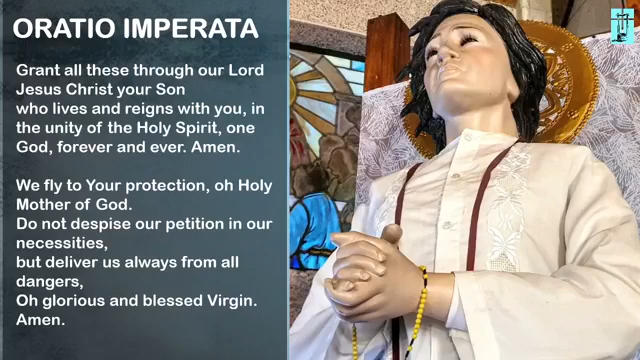 ORATIO IMPERATA
Grant all these through our Lord
Jesus Christ your Son
who lives and reigns with you, in
the unity of the Holy Spirit, one
God, forever and ever. Amen.
We fly to Your protection, oh Holy
Mother of God.
Do not despise our petition in our
necessities,
but deliver us always from all
dangers,
Oh glorious and blessed Virgin.
Amen.